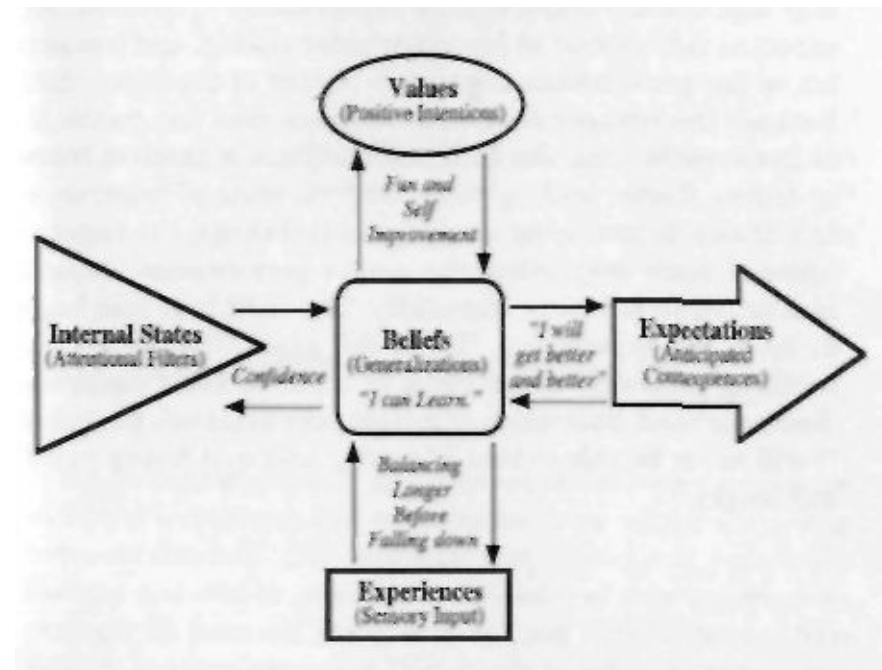 Values
(Positive Intentions)
Fun and
Self
Improvement
Internal States
(Attentional Filters)
Confidence
Beliefs
(Generalizations)
"I can Learn."
"I will
get better
and better"
Expectations
(Anticipated
Consequences)
Balancing
Longer
Before
Falling down
Experiences
(Sensory Input)